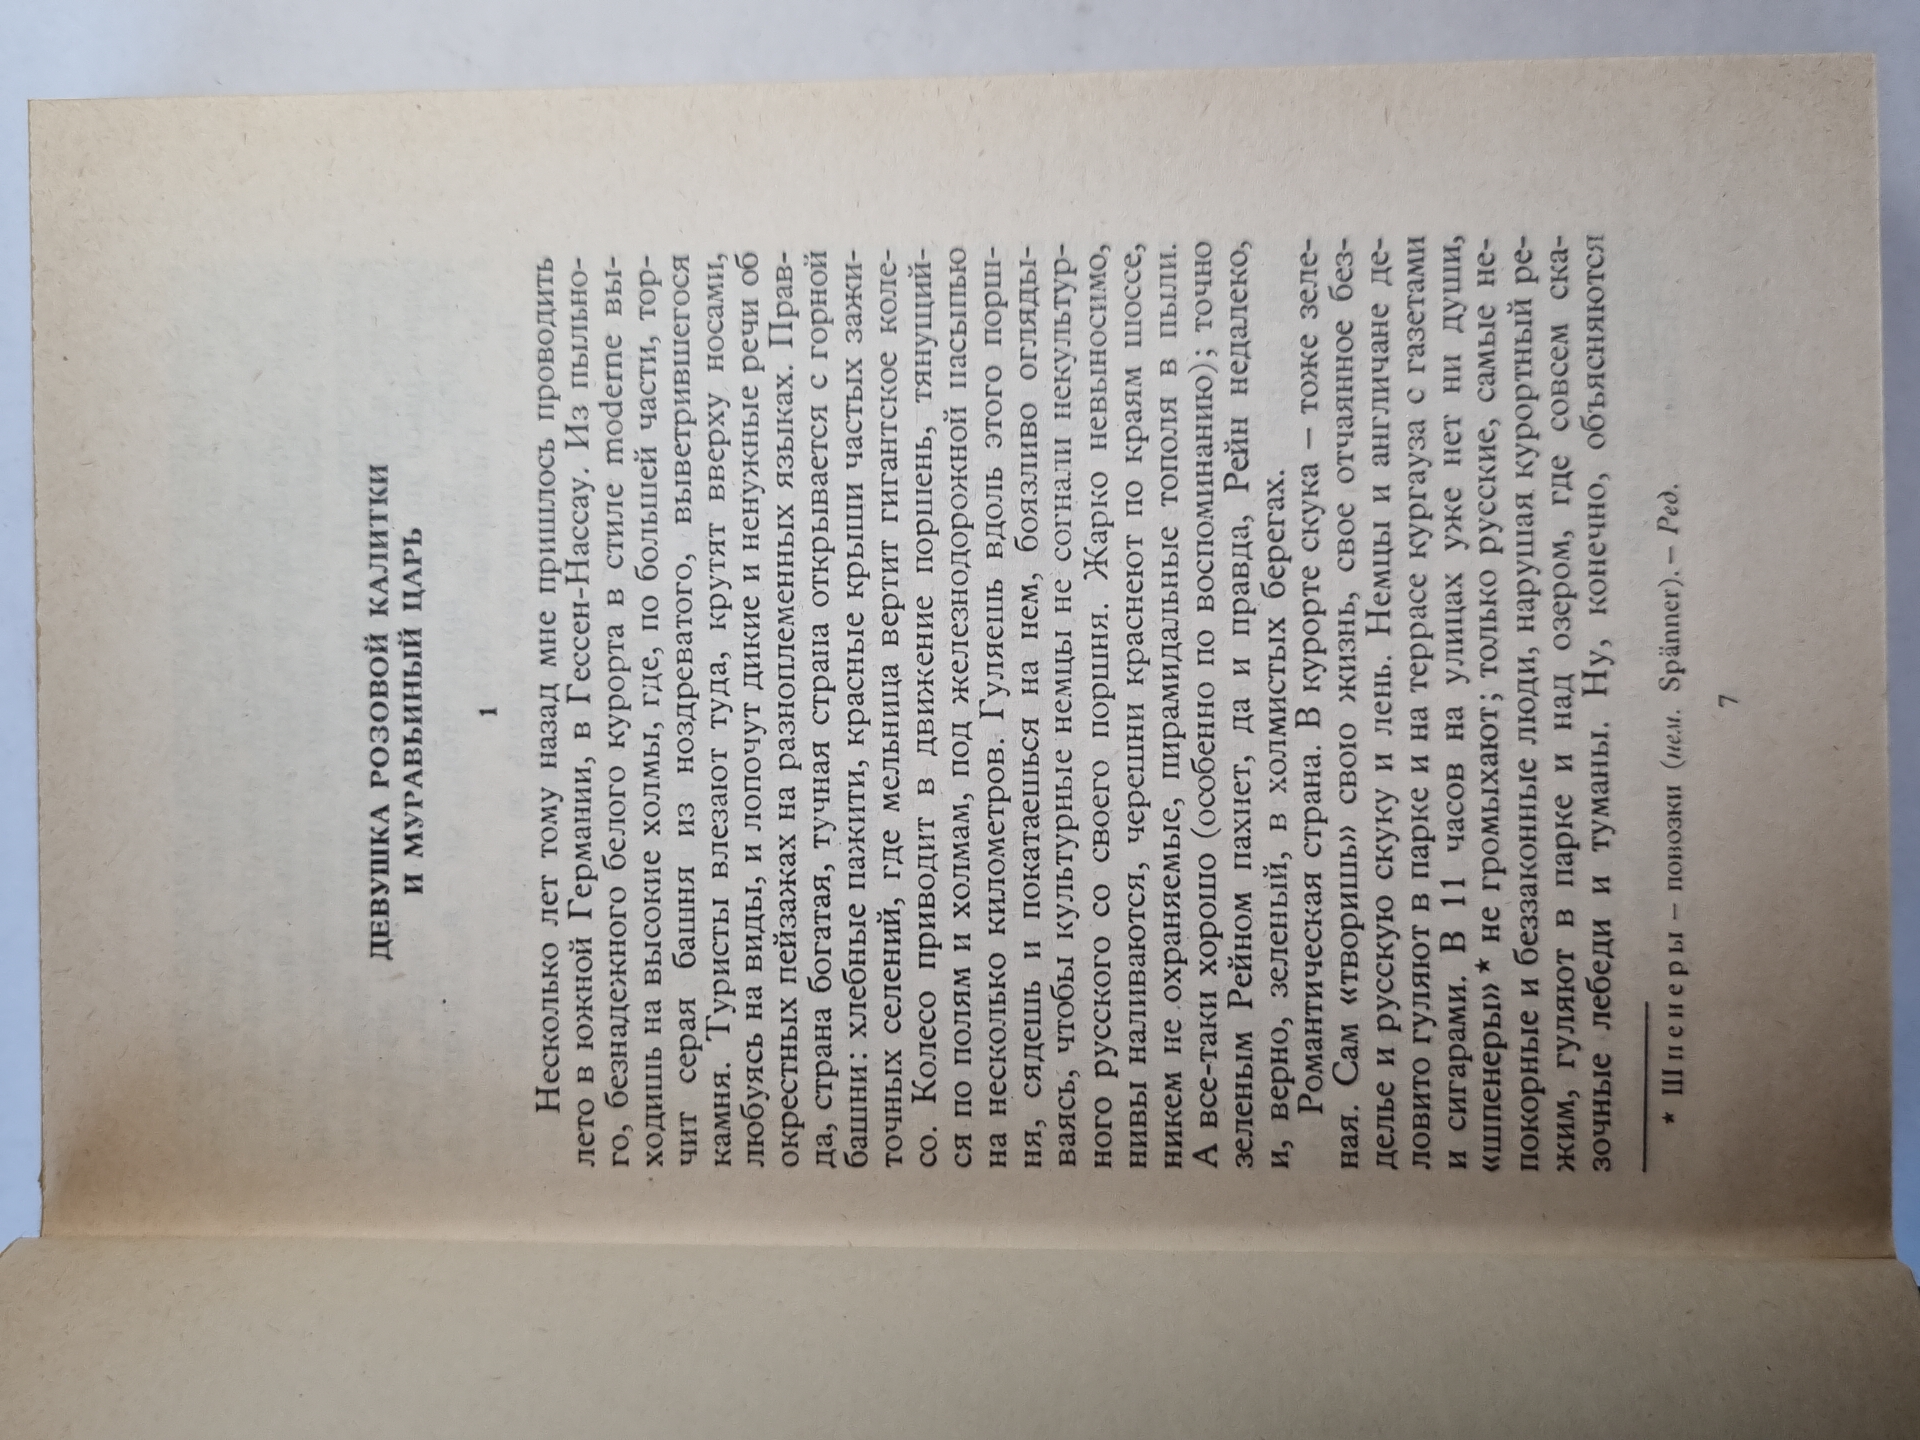 ДЕВУШКА РОЗОВОЙ КАЛИТКИ
И МУРАВЬИНЫЙ ЦАРЬ
1
Несколько лет тому назад мне пришлось проводить
лето в южной Германии, в Гессен-Нассау. Из пыльно-
го, безнадежного белого курорта в стиле moderne вы-
ходишь на высокие холмы, где, по большей части, тор-
чит серая башня из ноздреватого, выветрившегося
камня. Туристы влезают туда, крутят вверху носами,
любуясь на виды, и лопочут дикие и ненужные речи об
окрестных пейзажах на разноплеменных языках. Прав-
да, страна богатая, тучная страна открывается с горной
башни: хлебные пажити, красные крыши частых зажи-
точных селений, где мельница вертит гигантское коле-
со. Колесо приводит в движение поршень, тянущий-
ся по полям и холмам, под железнодорожной насыпью
на несколько километров. Гуляешь вдоль этого порш-
ня, сядешь и покатаешься на нем, боязливо огляды-
ваясь, чтобы культурные немцы не согнали некультур-
ного русского со своего поршня. Жарко невыносимо,
нивы наливаются, черешни краснеют по краям шоссе,
никем не охраняемые, пирамидальные тополя в пыли.
А все-таки хорошо (особенно по воспоминанию); точно
зеленым Рейном пахнет, да и правда, Рейн недалеко,
и, верно, зеленый, в холмистых берегах.
Романтическая страна. В курорте скука – тоже зеле-
ная. Сам «творишь» свою жизнь, свое отчаянное без-
делье и русскую скуку и лень. Немцы и англичане де-
ловито гуляют в парке и на террасе кургауза с газетами
и сигарами. В 11 часов на улицах уже нет ни души,
«шпенеры» * не громыхают; только русские, самые не-
покорные и беззаконные люди, нарушая курортный ре-
жим, гуляют в парке и над озером, где совсем ска-
зочные лебеди и туманы. Ну, конечно, объясняются
* Шпенеры – повозки (нем. Spänner). – Ред.
7